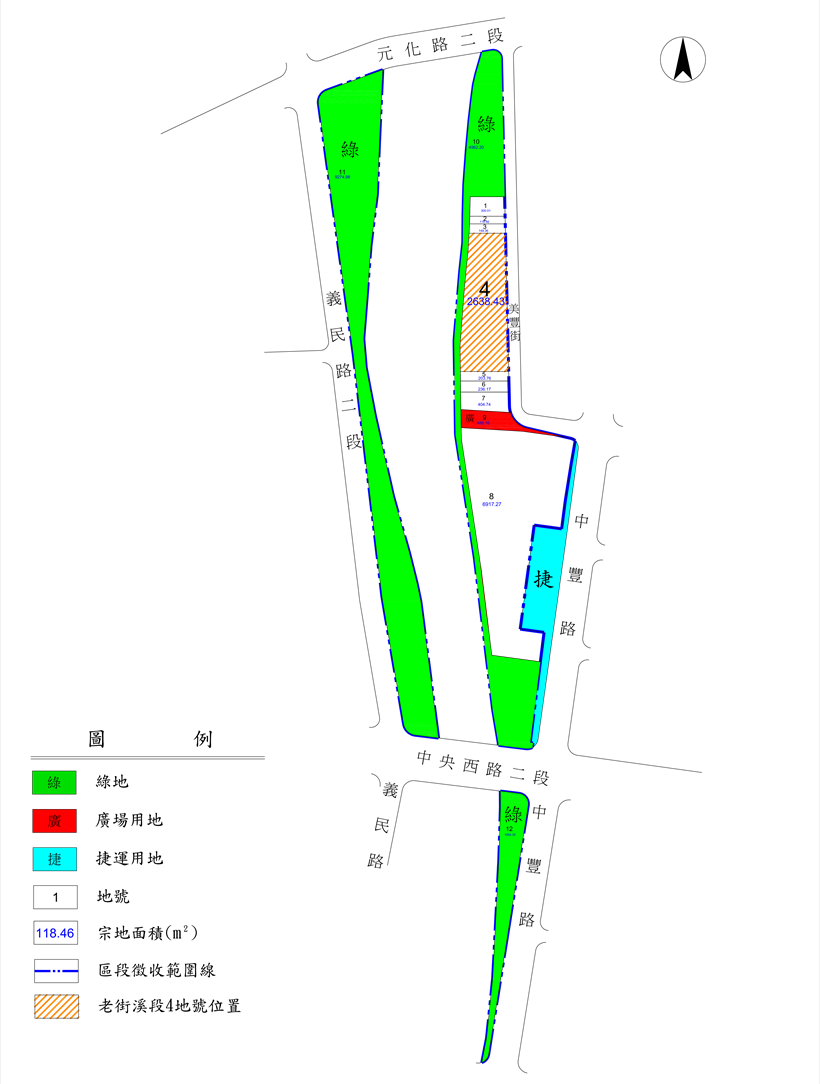 元化路二段
綠
10
綠
11
1
2
3
4
2638.43
美豐街
義民路二段
5
6
236.17
7
404.74
廣
9
8
6917.27
中豐路
捷
圖 例
中央西路二段
綠 綠地
義民路
中豐路
綠
12
廣 廣場用地
捷 捷運用地
1 地號
118.46 宗地面積(m²)
區段徵收範圍線
老街溪段4地號位置